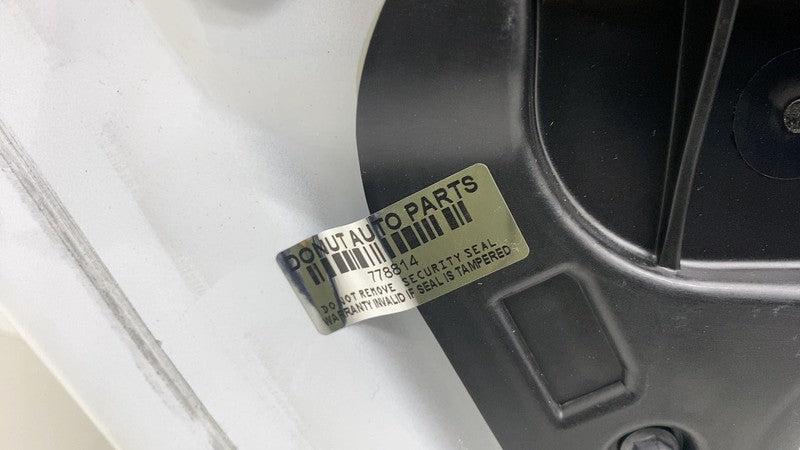 DONUT AUTO PARTS
778814
DO NOT REMOVE SECURITY SEAL
WARRANTY INVALID IF SEAL IS TAMPERED